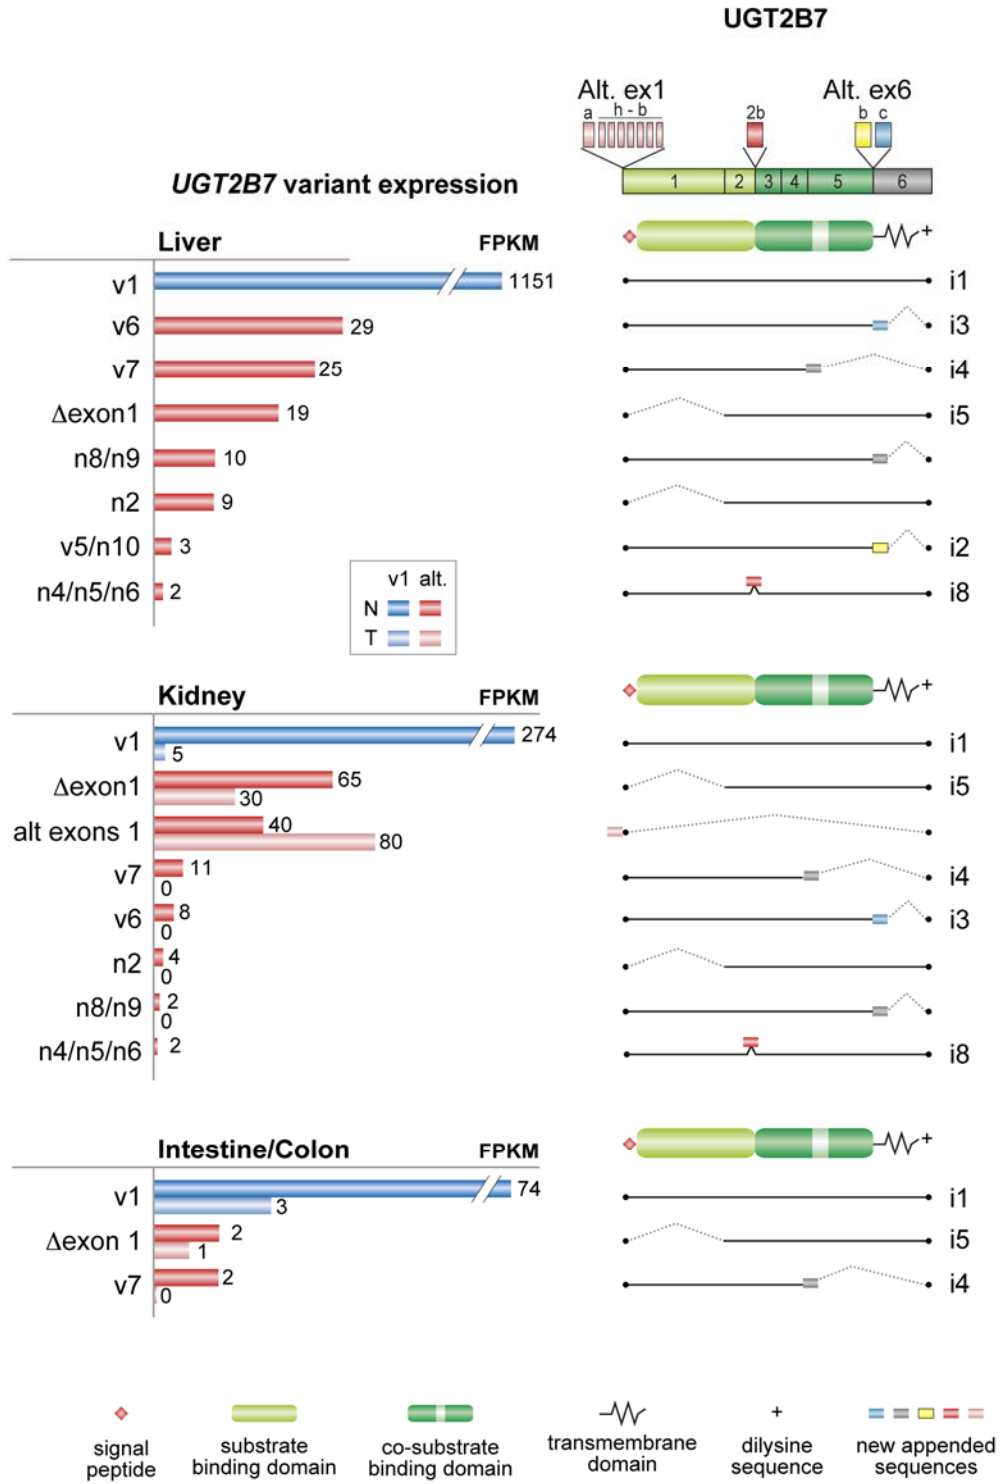 UGT2B7
Alt. ex1
Alt. ex6
a
h - b
2b
b
c
1
2
3
4
5
6
UGT2B7 variant expression
Liver
FPKM
+
v1
1151
i1
v6
29
i3
v7
25
i4
Δexon1
19
i5
n8/n9
10
n2
9
v5/n10
3
i2
n4/n5/n6
2
i8
v1
alt.
N
T
Kidney
FPKM
+
v1
274
5
i1
Δexon1
65
30
i5
alt exons 1
40
80
v7
11
0
i4
v6
8
0
i3
n2
4
0
n8/n9
2
0
n4/n5/n6
2
i8
Intestine/Colon
FPKM
+
v1
74
3
i1
Δexon 1
2
1
i5
v7
2
0
i4
+
signal
peptide
substrate
binding domain
co-substrate
binding domain
transmembrane
domain
dilysine
sequence
new appended
sequences